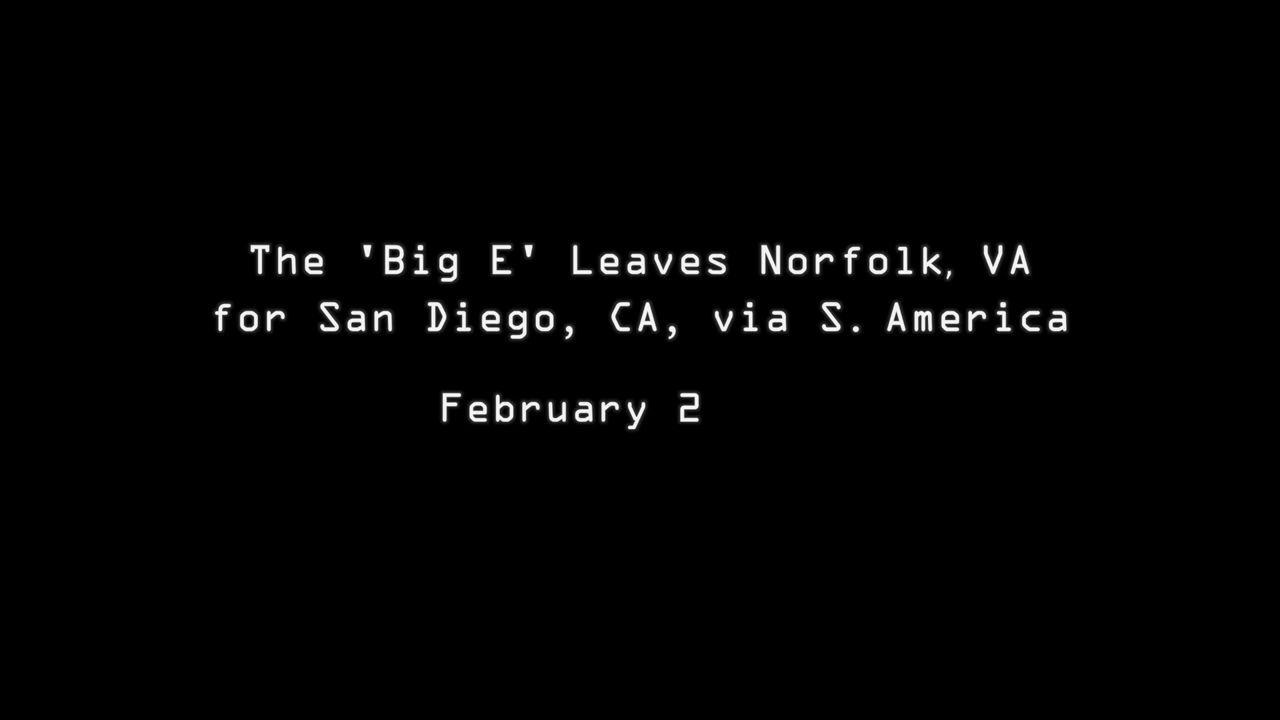 The 'Big E' Leaves Norfolk, VA
for San Diego, CA, via S. America
February 2